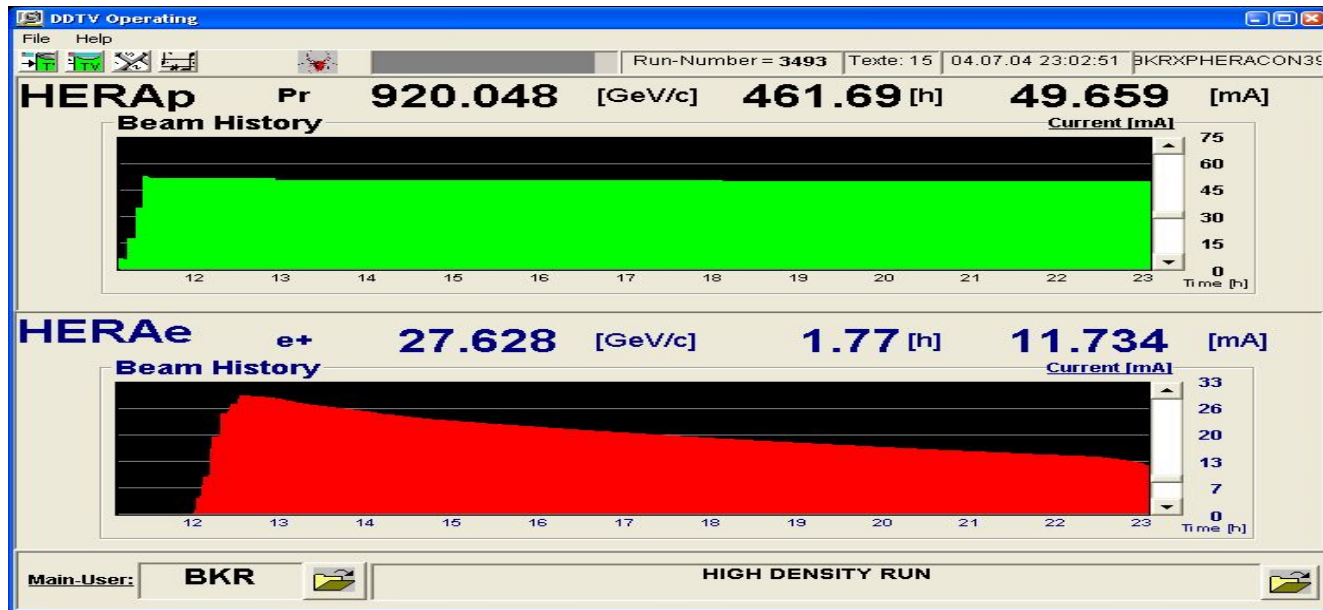 DDTV Operating
File Help
Run-Number = 3493 Texte: 15 04.07.04 23:02:51 BKRXPHERACON39
HERAp Pr 920.048 [GeV/c] 461.69 [h] 49.659 [mA]
Beam History Current [mA]
75
60
45
30
15
0
12 13 14 15 16 17 18 19 20 21 22 23 Time [h]
HERAe e+ 27.628 [GeV/c] 1.77 [h] 11.734 [mA]
Beam History Current [mA]
33
26
20
13
7
0
12 13 14 15 16 17 18 19 20 21 22 23 Time [h]
Main-User: BKR HIGH DENSITY RUN